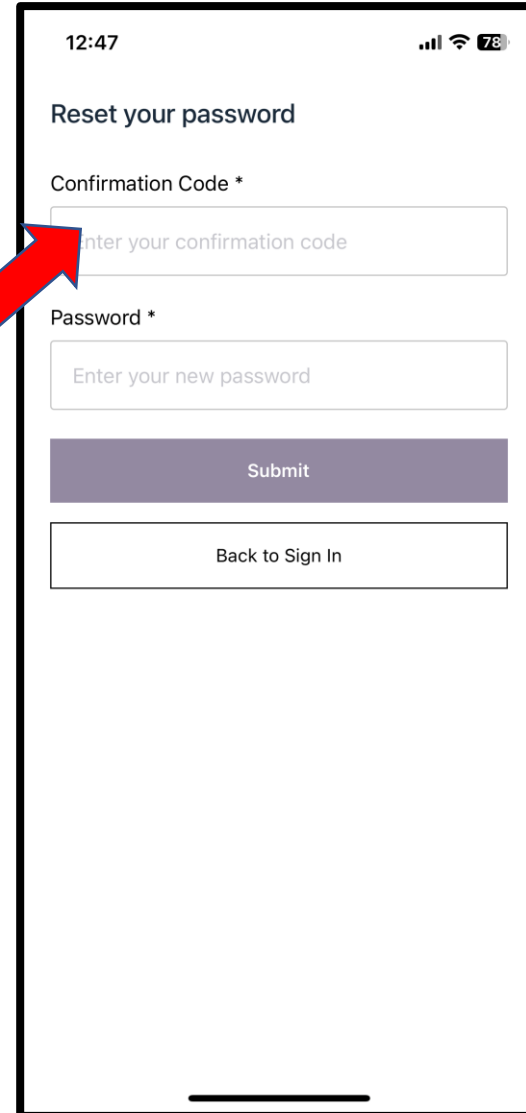 12:47
78
Reset your password
Confirmation Code *
Enter your confirmation code
Password *
Enter your new password
Submit
Back to Sign In